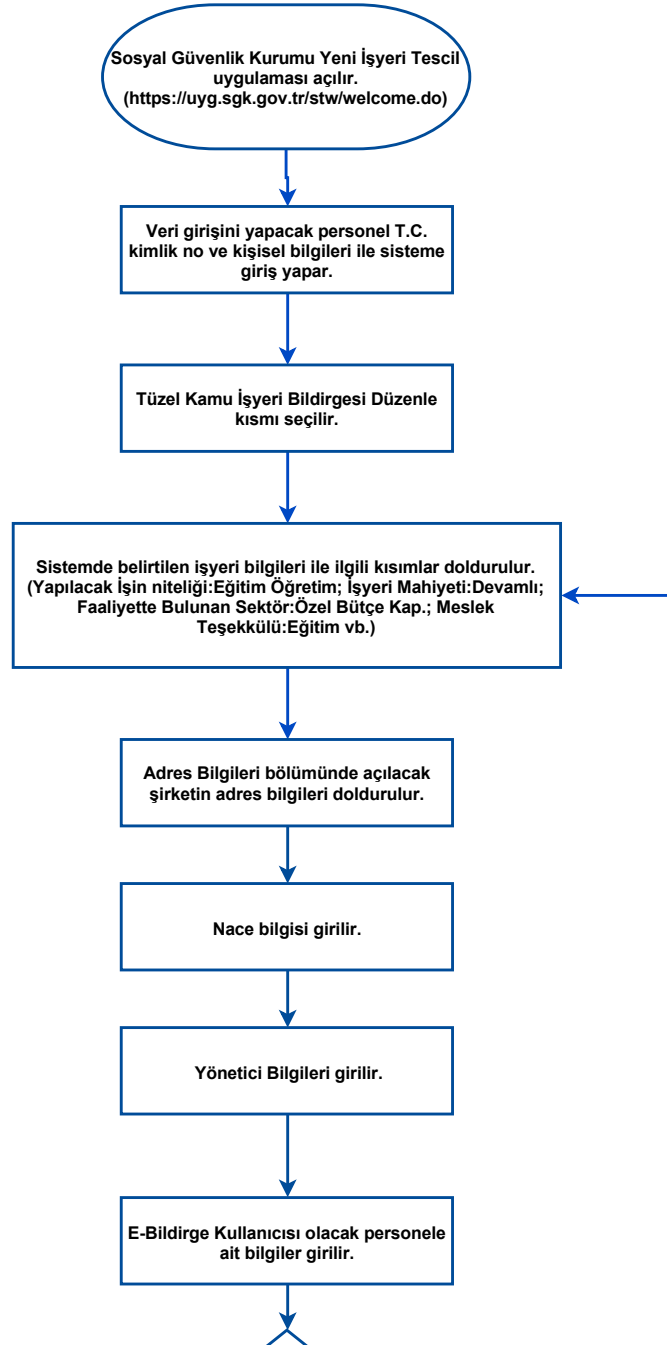 Sosyal Güvenlik Kurumu Yeni İşyeri Tescil
uygulaması açılır.
(https://uyg.sgk.gov.tr/stw/welcome.do)
Veri girişini yapacak personel T.C.
kimlik no ve kişisel bilgileri ile sisteme
giriş yapar.
Tüzel Kamu İşyeri Bildirgesi Düzenle
kısmı seçilir.
Sistemde belirtilen işyeri bilgileri ile ilgili kısımlar doldurulur.
(Yapılacak İşin niteliği:Eğitim Öğretim; İşyeri Mahiyeti:Devamlı;
Faaliyette Bulunan Sektör:Özel Bütçe Kap.; Meslek
Teşekkülü:Eğitim vb.)
Adres Bilgileri bölümünde açılacak
şirketin adres bilgileri doldurulur.
Nace bilgisi girilir.
Yönetici Bilgileri girilir.
E-Bildirge Kullanıcısı olacak personele
ait bilgiler girilir.